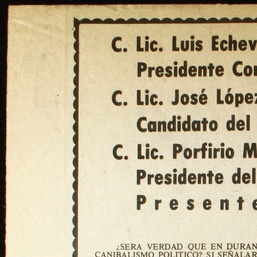 C. Lic. Luis Echev
Presidente Con
C. Lic. José López
Candidato del
C. Lic. Porfirio M
Presidente del
Presente
¿SERA VERDAD QUE EN DURAN
CANIBALISMO POLITICO? SI SEÑALAR